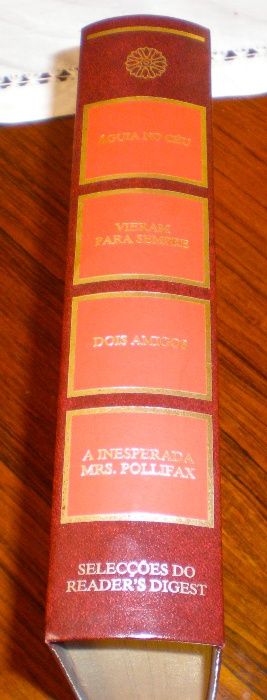 ÁGUIA NO CÉU
VIERAM
PARA SEMPRE
DOIS AMIGOS
A INESPERADA
MRS. POLLIFAX
SELECÇÕES DO
READER'S DIGEST